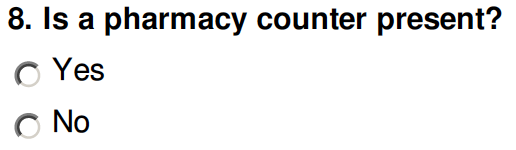 8. Is a pharmacy counter present?
Yes
No